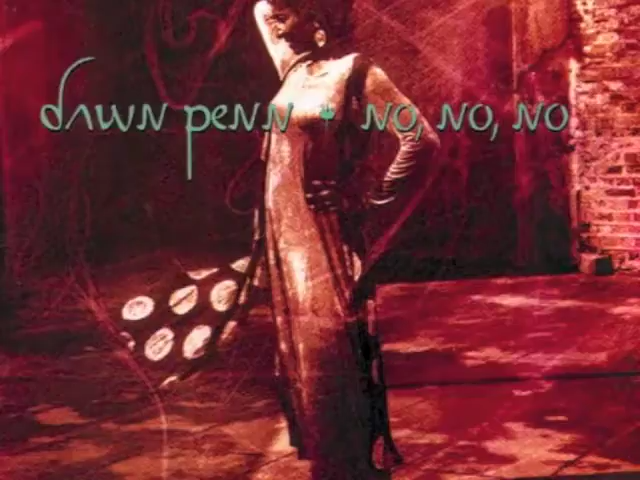 dawn penn * no, no, no